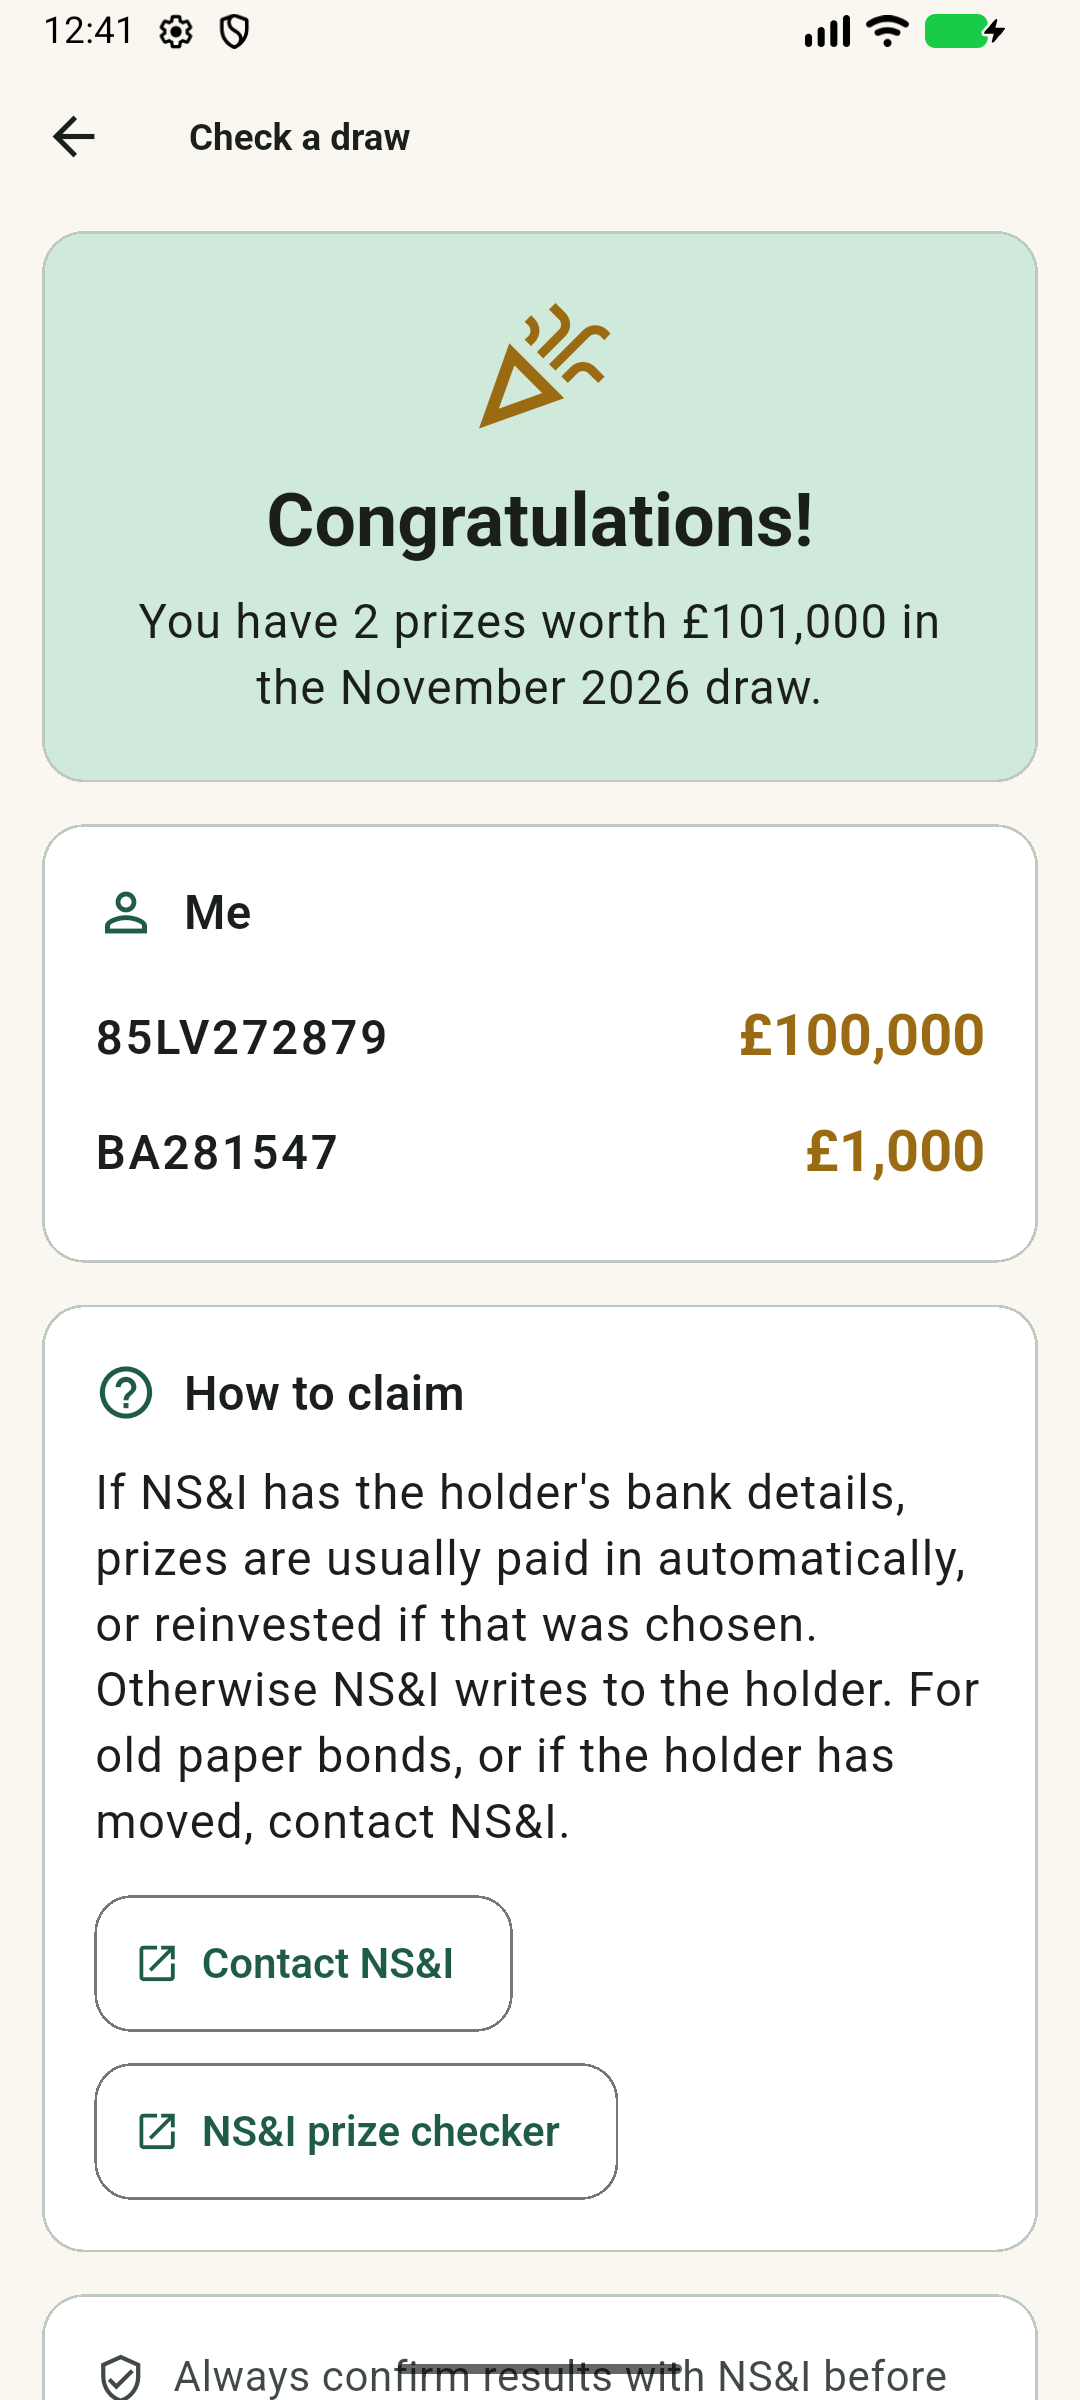 12:41
Check a draw
Congratulations!
You have 2 prizes worth £101,000 in
the November 2026 draw.
Me
85LV272879 £100,000
BA281547 £1,000
How to claim
If NS&I has the holder's bank details,
prizes are usually paid in automatically,
or reinvested if that was chosen.
Otherwise NS&I writes to the holder. For
old paper bonds, or if the holder has
moved, contact NS&I.
Contact NS&I
NS&I prize checker
Always confirm results with NS&I before